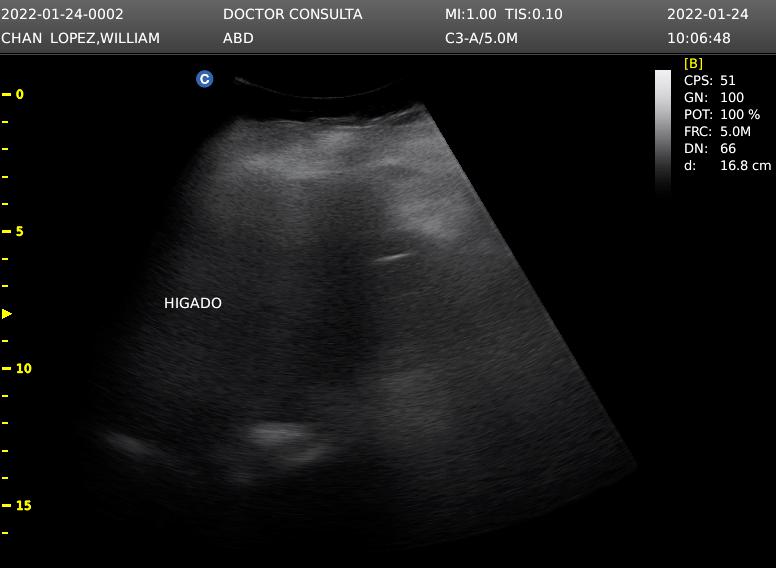 2022-01-24-0002 DOCTOR CONSULTA MI:1.00 TIS:0.10 2022-01-24
CHAN LOPEZ,WILLIAM ABD C3-A/5.0M 10:06:48
[B]
C
CPS: 51
0
GN: 100
POT: 100 %
FRC: 5.0M
DN: 66
d: 16.8 cm
5
HIGADO
10
15